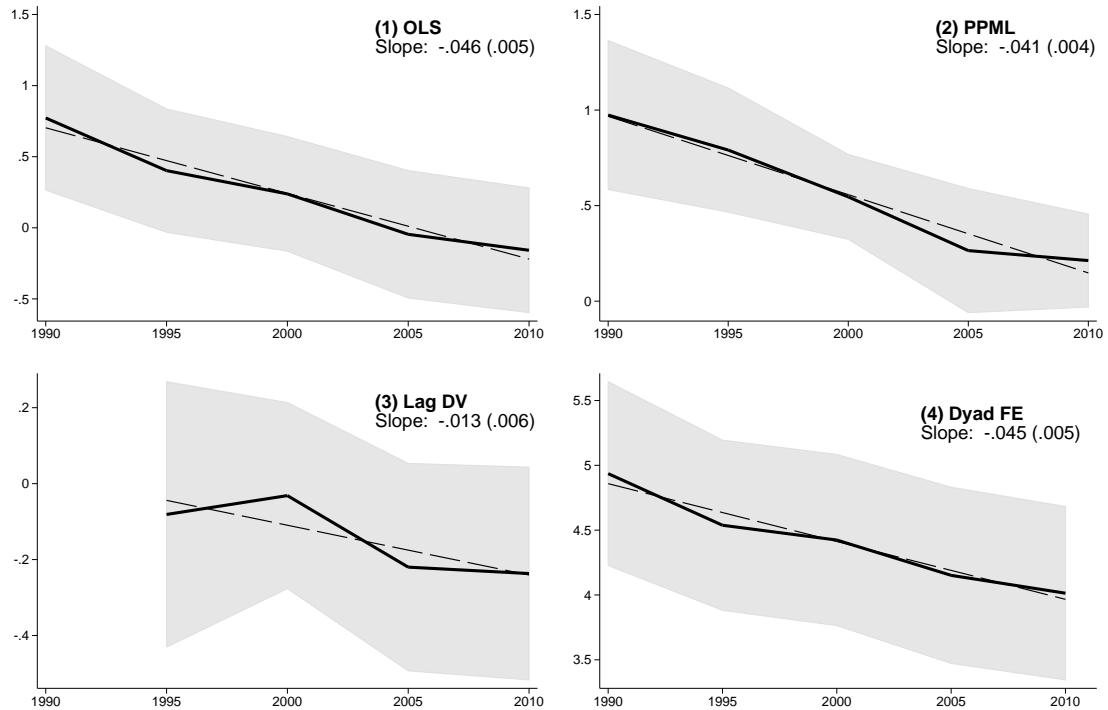 (1) OLS
Slope: -.046 (.005)
1.5
1
.5
0
-.5
1990 1995 2000 2005 2010
(2) PPML
Slope: -.041 (.004)
1.5
1
.5
0
1990 1995 2000 2005 2010
(3) Lag DV
Slope: -.013 (.006)
.2
0
-.2
-.4
1990 1995 2000 2005 2010
(4) Dyad FE
Slope: -.045 (.005)
5.5
5
4.5
4
3.5
1990 1995 2000 2005 2010